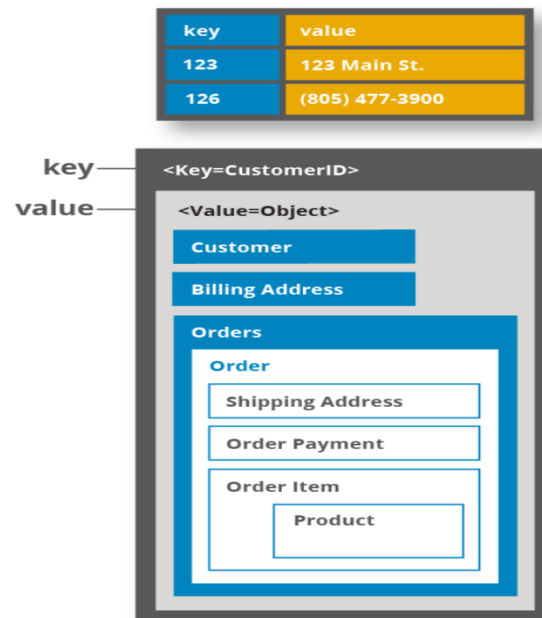 key value
123 123 Main St.
126 (805) 477-3900
key <Key=CustomerID>
value <Value=Object>
Customer
Billing Address
Orders
Order
Shipping Address
Order Payment
Order Item
Product